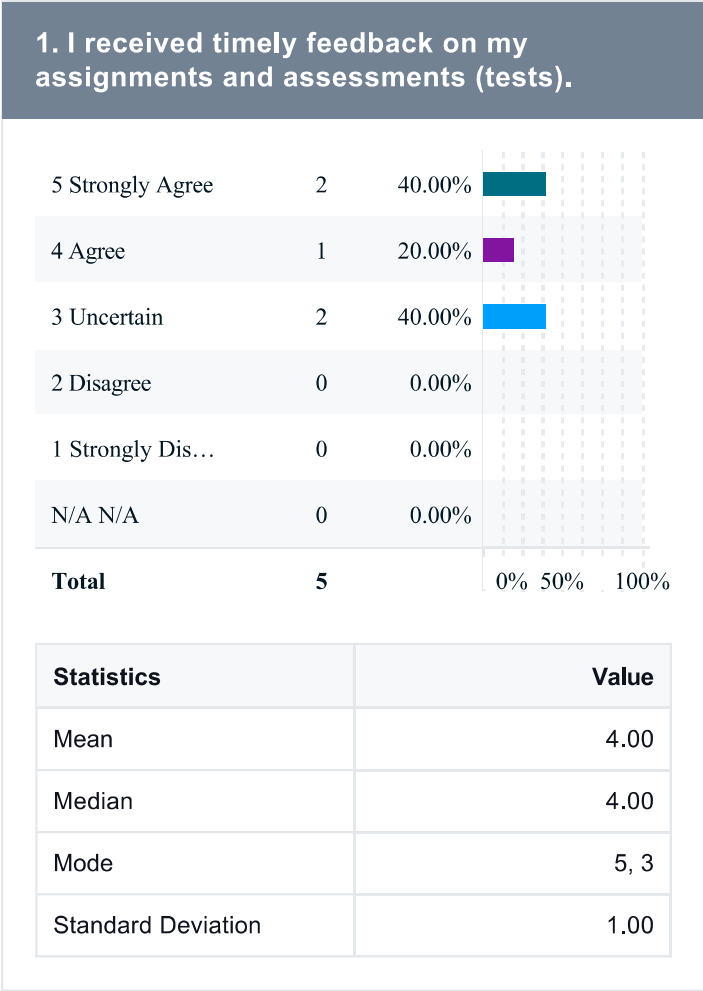 1. I received timely feedback on my
assignments and assessments (tests).
5 Strongly Agree 2 40.00%
4 Agree 1 20.00%
3 Uncertain 2 40.00%
2 Disagree 0 0.00%
1 Strongly Dis... 0 0.00%
N/A N/A 0 0.00%
Total 5 0% 50% 100%
Statistics Value
Mean 4.00
Median 4.00
Mode 5, 3
Standard Deviation 1.00